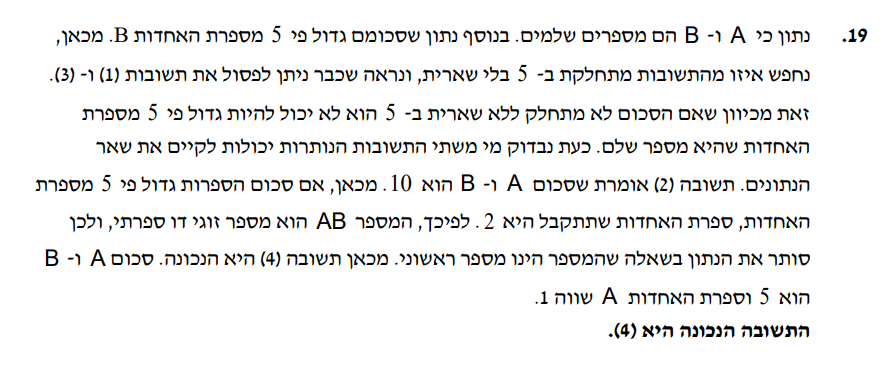 19. נתון כי A ו- B הם מספרים שלמים. בנוסף נתון שסכומם גדול פי 5 מספרת האחדות B. מכאן,
נחפש איזו מהתשובות מתחלקת ב- 5 בלי שארית, ונראה שכבר ניתן לפסול את תשובות (1) ו- (3).
זאת מכיוון שאם הסכום לא מתחלק ללא שארית ב- 5 הוא לא יכול להיות גדול פי 5 מספרת
האחדות שהיא מספר שלם. כעת נבדוק מי משתי התשובות הנותרות יכולות לקיים את שאר
הנתונים. תשובה (2) אומרת שסכום A ו- B הוא 10. מכאן, אם סכום הספרות גדול פי 5 מספרת
האחדות, ספרת האחדות שתתקבל היא 2. לפיכך, המספר AB הוא מספר זוגי דו ספרתי, ולכן
סותר את הנתון בשאלה שהמספר הינו מספר ראשוני. מכאן תשובה (4) היא הנכונה. סכום A ו- B
הוא 5 וספרת האחדות A שווה 1.
התשובה הנכונה היא (4).